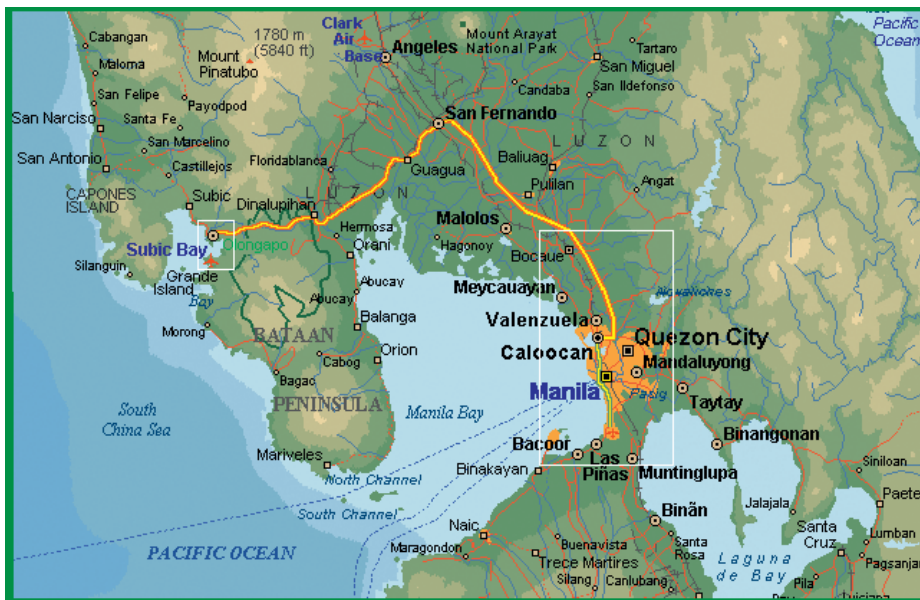 Cabangan
Maloma
San Felipe
San Narciso
Santa Fe
Payodpod
San Marcelino
San Antonio
Castillejos
CAPONES
ISLAND
Subic
1780 m
(5840 ft)
Mount
Pinatubo
Clark
Air
Base
Angeles
Mount Arayat
National Park
Candaba
Tartaro
San Miguel
San Ildefonso
Pacific
Ocean
San Fernando
Floridablanca
Guagua
LUZON
Baliuag
LUZON
Pulilan
Angat
Dinalupihan
Malolos
Hermosa
Orani
Hagonoy
Bocaue
Olongapo
Subic Bay
Silanguin
Grande
Island
Bay
Abucay
Abucay
Meycauayan
Novaliches
Morong
BATAAN
Balanga
Valenzuela
Quezon City
Caloocan
Orion
Cabog
Mandaluyong
Bagac
Manila
Pasig
Taytay
PENINSULA
South
China Sea
Manila Bay
Bacoor
Binangonan
Las
Piñas
Mariveles
Binakayan
Muntinglupa
Siniloan
North Channel
South Channel
Jalajala
Paete
Naic
Biñãn
Santa
Cruz
Lumban
PACIFIC OCEAN
Maragondon
Buenavista
Santa
Rosa
Trece Martires
Laguna
de Bay
Pagsanjan
Silang
Canlubang
Pila
Luisiana